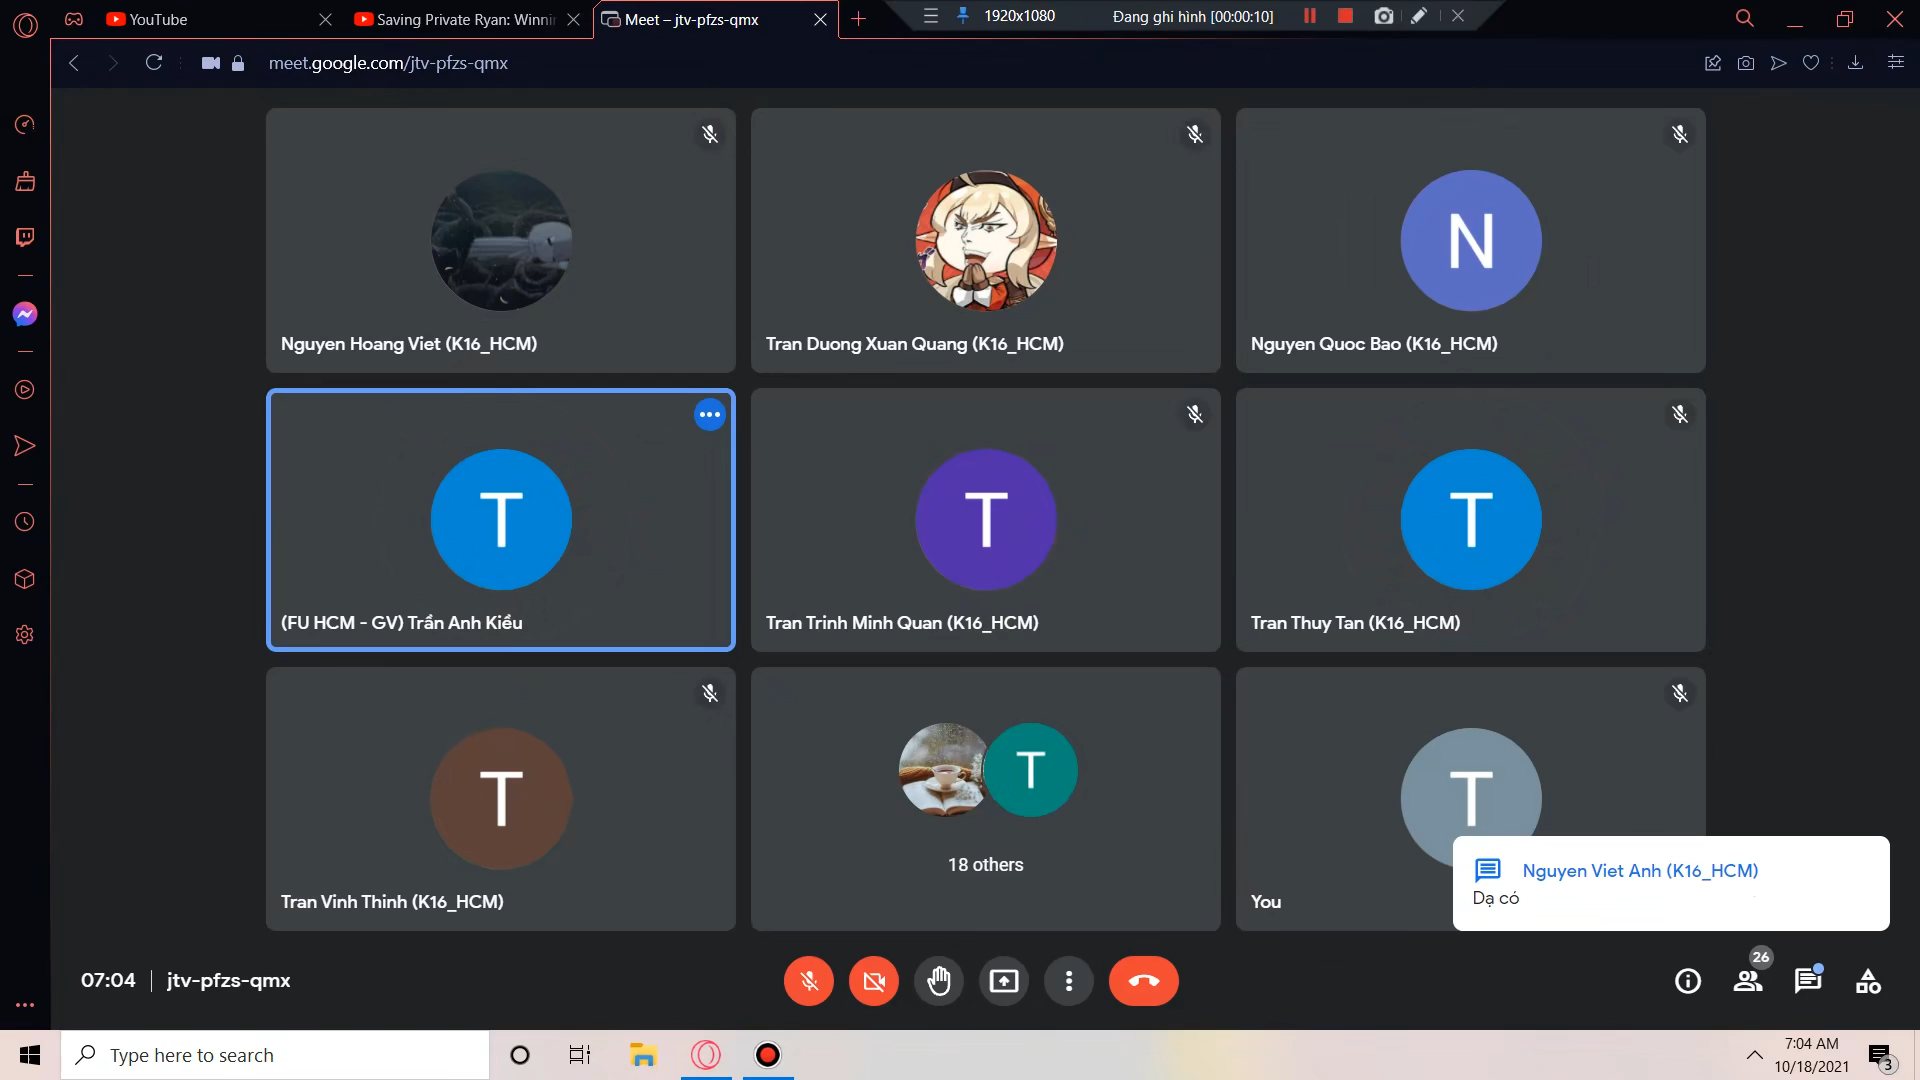 YouTube
Saving Private Ryan: Winni
Meet – jtv-pfzs-qmx
1920x1080
Đang ghi hình [00:00:10]
meet.google.com/jtv-pfzs-qmx
N
Nguyen Hoang Viet (K16_HCM)
Tran Duong Xuan Quang (K16_HCM)
Nguyen Quoc Bao (K16_HCM)
T
T
T
(FU HCM - GV) Trần Anh Kiều
Tran Trinh Minh Quan (K16_HCM)
Tran Thuy Tan (K16_HCM)
T
T
T
18 others
Tran Vinh Thinh (K16_HCM)
You
Nguyen Viet Anh (K16_HCM)
Dạ có
07:04
jtv-pfzs-qmx
26
Type here to search
7:04 AM
10/18/2021
3